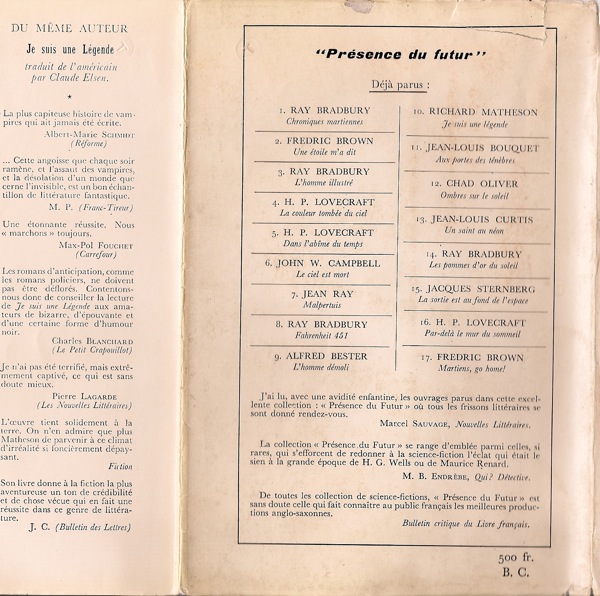 DU MÊME AUTEUR
Je suis une Légende
traduit de l'américain
par Claude Elsen.
*
La plus capiteuse histoire de vam-
pires qui ait jamais été écrite.
Albert-Marie SCHMIDT
(Réforme)
... Cette angoisse que chaque soir
ramène, et l'assaut des vampires,
et la désolation d'un monde que
cerne l'invisible, est un bon échan-
tillon de littérature fantastique.
M. P. (Franc-Tireur)
Une étonnante réussite. Nous
« marchons » toujours.
Max-Pol FOUCHET
(Carrefour)
Les romans d'anticipation, comme
les romans policiers, ne doivent
pas être déflorés. Contentons-
nous donc de conseiller la lecture
de Je suis une Légende aux ama-
teurs de bizarre, d'épouvante et
d'une certaine forme d'humour
noir.
Charles BLANCHARD
(Le Petit Crapouillot)
Je n'ai pas été terrifié, mais extrê-
mement captivé, ce qui est sans
doute mieux.
Pierre LAGARDE
(Les Nouvelles Littéraires)
L'œuvre tient solidement à la
terre. On n'en admire que plus
Matheson de parvenir à ce climat
d'irréalité si foncièrement dépay-
sant.
Fiction
Son livre donne à la fiction la plus
aventureuse un ton de crédibilité
et de chose vécue qui en fait une
réussite dans ce genre de littéra-
ture.
J. C. (Bulletin des Lettres)
"Présence du futur"
Déjà parus :
1. RAY BRADBURY
Chroniques martiennes
2. FREDRIC BROWN
Une étoile m'a dit
3. RAY BRADBURY
L'homme illustré
4. H. P. LOVECRAFT
La couleur tombée du ciel
5. H. P. LOVECRAFT
Dans l'abîme du temps
6. JOHN W. CAMPBELL
Le ciel est mort
7. JEAN RAY
Malpertuis
8. RAY BRADBURY
Fahrenheit 451
9. ALFRED BESTER
L'homme démoli
10. RICHARD MATHESON
Je suis une légende
11. JEAN-LOUIS BOUQUET
Aux portes des ténèbres
12. CHAD OLIVER
Ombres sur le soleil
13. JEAN-LOUIS CURTIS
Un saint au néon
14. RAY BRADBURY
Les pommes d'or du soleil
15. JACQUES STERNBERG
La sortie est au fond de l'espace
16. H. P. LOVECRAFT
Par-delà le mur du sommeil
17. FREDRIC BROWN
Martiens, go home!
J'ai lu, avec une avidité enfantine, les ouvrages parus dans cette excel-
lente collection : « Présence du Futur » où tous les frissons littéraires se
sont donné rendez-vous.
Marcel SAUVAGE, Nouvelles Littéraires.
La collection « Présence du Futur » se range d'emblée parmi celles, si
rares, qui s'efforcent de redonner à la science-fiction l'éclat qui était le
sien à la grande époque de H. G. Wells ou de Maurice Renard.
M. B. ENDRÈBE, Qui? Détective.
De toutes les collection de science-fictions, « Présence du Futur » est
sans doute celle qui fait connaître au public français les meilleures produc-
tions anglo-saxonnes.
Bulletin critique du Livre français.
500 fr.
B. C.